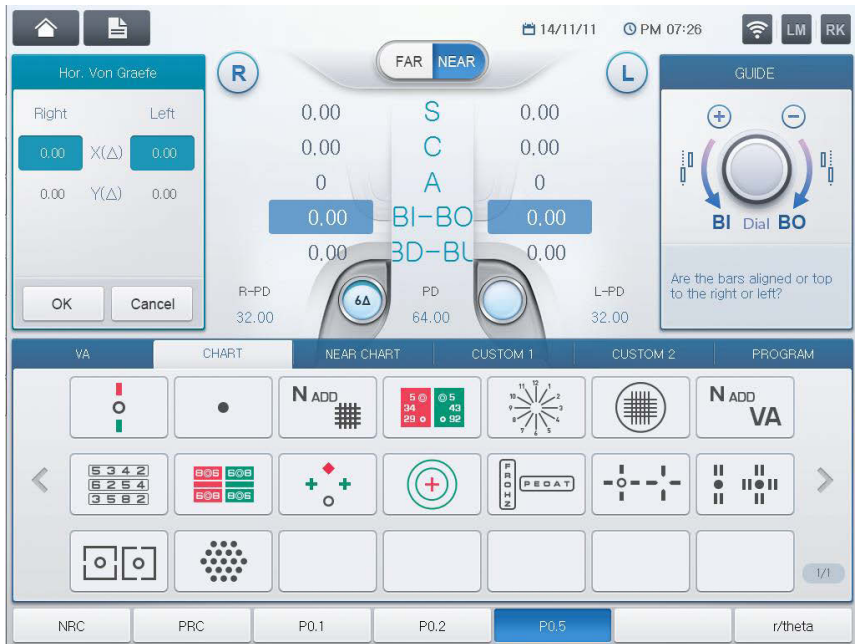 14/11/11 PM 07:26 LM RK
Hor. Von Graefe
Right Left
0.00 X(△) 0.00
0.00 Y(△) 0.00
OK Cancel
R L
FAR NEAR
0.00 S 0.00
0.00 C 0.00
0 A 0
0.00 BI-BO 0.00
0.00 BD-BU 0.00
R-PD PD L-PD
6△
32.00 64.00 32.00
GUIDE
+ −
BI Dial BO
Are the bars aligned or top
to the right or left?
VA CHART NEAR CHART CUSTOM 1 CUSTOM 2 PROGRAM
N ADD
5 5
34 43
29 92
11 12 1
10 2
9 3
8 4
7 6 5
N ADD
VA
5 3 4 2
6 2 5 4
3 5 8 2
806 608
608 806
F R O H Z
P E O A T
1/1
NRC PRC P0.1 P0.2 P0.5 r/theta